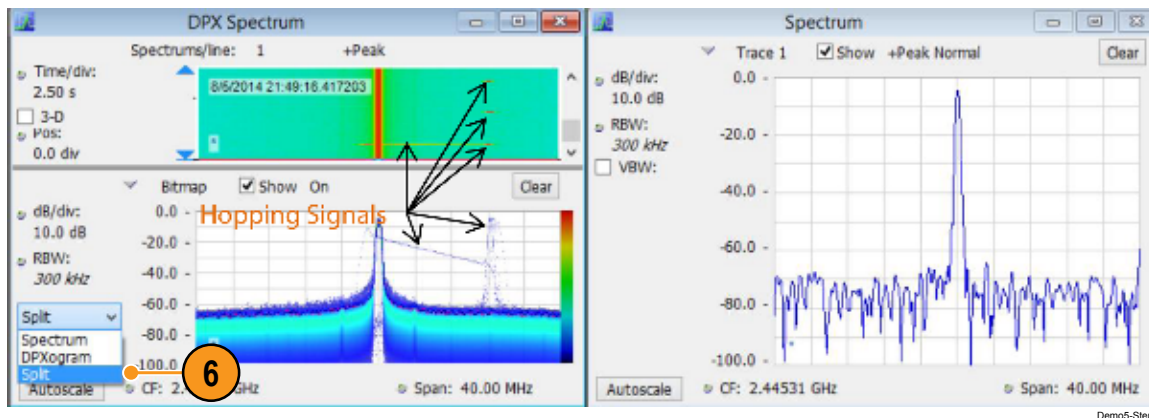 DPX Spectrum
Spectrums/line: 1 +Peak
Time/div:
2.50 s
3-D
Pos:
0.0 div
8/6/2014 21:49:16.417203
Bitmap Show On Clear
dB/div:
10.0 dB
RBW:
300 kHz
Hopping Signals
0.0
-20.0
-40.0
-60.0
-80.0
-100.0
Split
Spectrum
DPXogram
Split
6
Autoscale CF: 2. GHz Span: 40.00 MHz
Spectrum
Trace 1 Show +Peak Normal Clear
dB/div:
10.0 dB
RBW:
300 kHz
VBW:
0.0
-20.0
-40.0
-60.0
-80.0
-100.0
Autoscale CF: 2.44531 GHz Span: 40.00 MHz